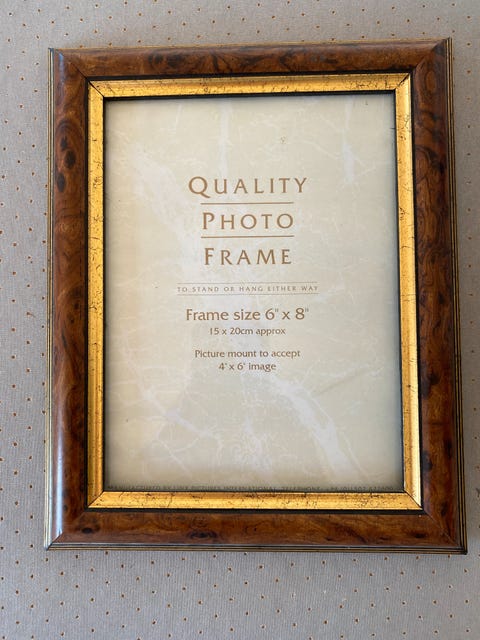 QUALITY
PHOTO
FRAME
TO STAND OR HANG EITHER WAY
Frame size 6" x 8"
15 x 20cm approx
Picture mount to accept
4" x 6" image